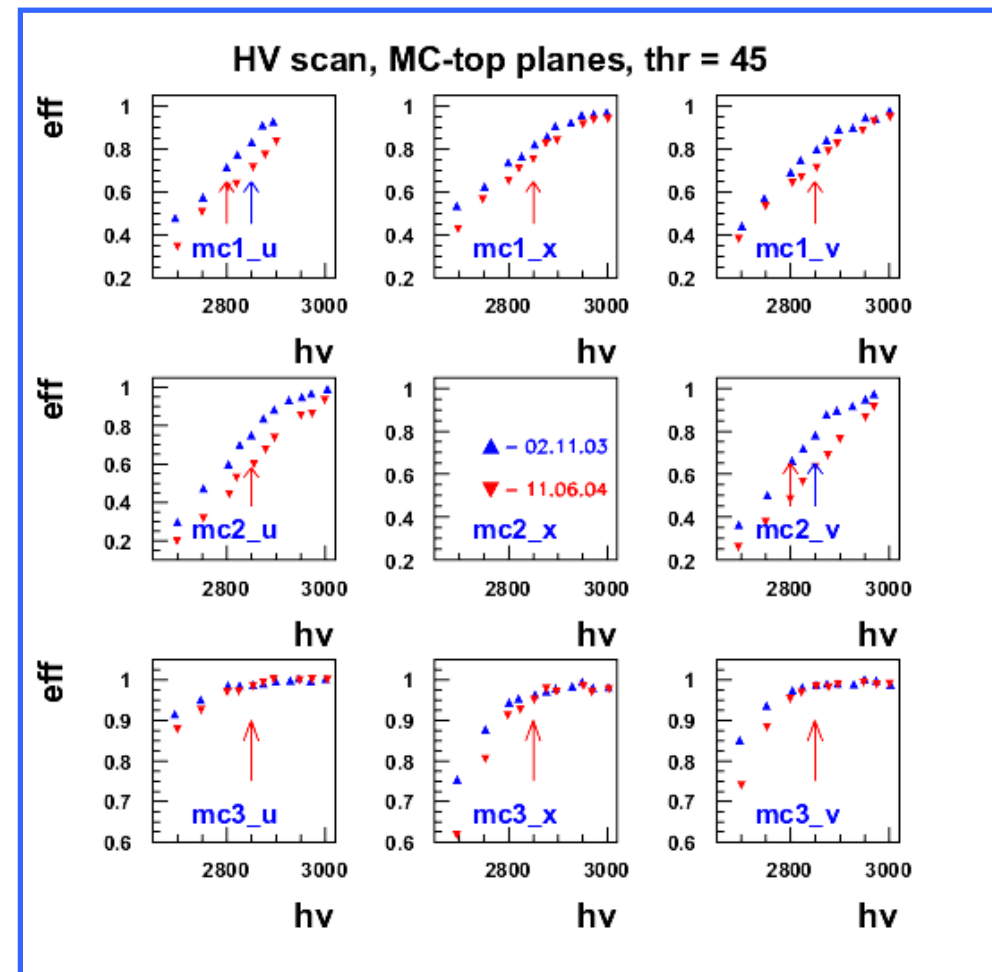 HV scan, MC-top planes, thr = 45
eff
1
0.8
0.6
0.4
0.2
mc1_u
2800
3000
hv
1
0.8
0.6
0.4
0.2
mc1_x
2800
3000
hv
1
0.8
0.6
0.4
0.2
mc1_v
2800
3000
hv
eff
1
0.8
0.6
0.4
0.2
mc2_u
2800
3000
hv
1
0.8
0.6
0.4
0.2
– 02.11.03
– 11.06.04
mc2_x
2800
3000
hv
1
0.8
0.6
0.4
0.2
mc2_v
2800
3000
hv
eff
1
0.9
0.8
0.7
0.6
mc3_u
2800
3000
hv
1
0.9
0.8
0.7
0.6
mc3_x
2800
3000
hv
1
0.9
0.8
0.7
0.6
mc3_v
2800
3000
hv